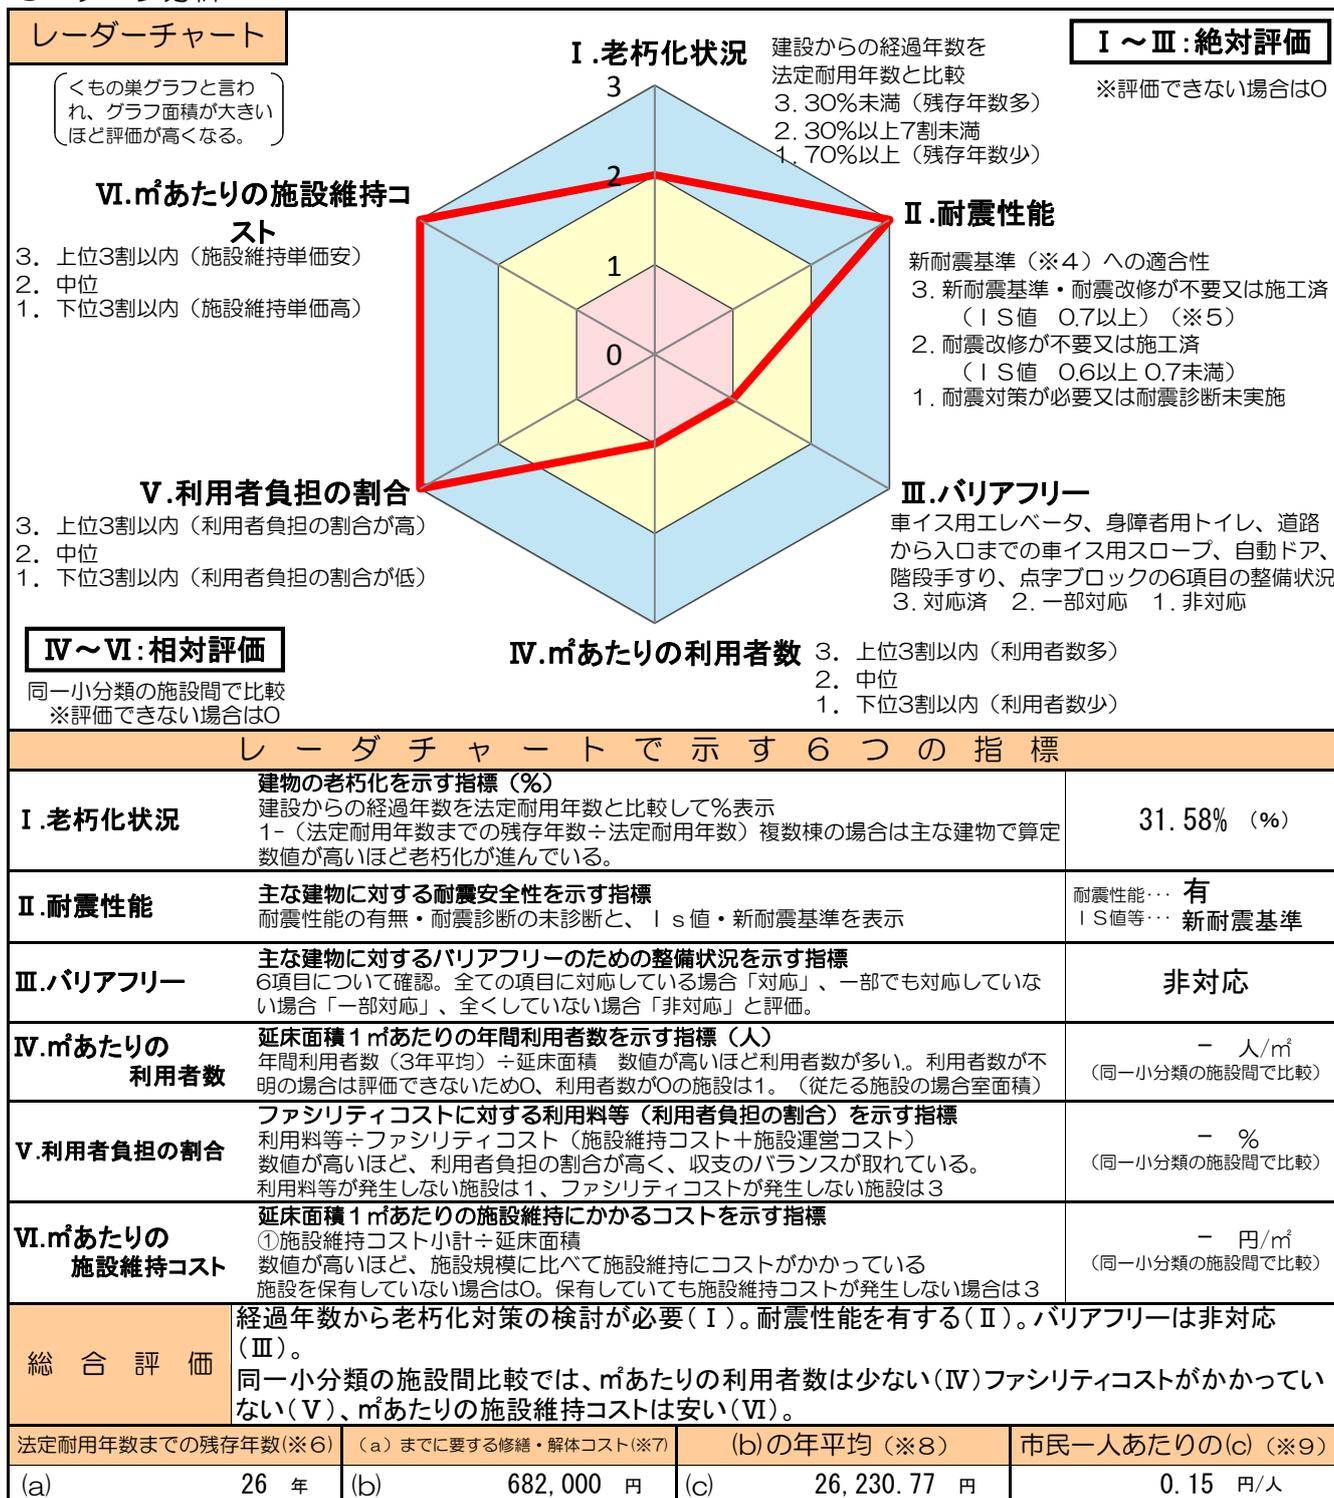 レーダーチャート
くもの巣グラフと言わ
れ、グラフ面積が大きい
ほど評価が高くなる。
Ⅰ～Ⅲ:絶対評価
※評価できない場合は0
Ⅰ.老朽化状況
建設からの経過年数を
法定耐用年数と比較
3. 30%未満（残存年数多）
2. 30%以上7割未満
1. 70%以上（残存年数少）
3
2
1
0
Ⅱ.耐震性能
新耐震基準（※4）への適合性
3. 新耐震基準・耐震改修が不要又は施工済
（ＩＳ値　0.7以上）（※5）
2. 耐震改修が不要又は施工済
（ＩＳ値　0.6以上 0.7未満）
1. 耐震対策が必要又は耐震診断未実施
Ⅲ.バリアフリー
車イス用エレベータ、身障者用トイレ、道路
から入口までの車イス用スロープ、自動ドア、
階段手すり、点字ブロックの6項目の整備状況
3. 対応済　2. 一部対応　1. 非対応
Ⅳ.㎡あたりの利用者数
3. 上位3割以内（利用者数多）
2. 中位
1. 下位3割以内（利用者数少）
Ⅵ.㎡あたりの施設維持コ
スト
3. 上位3割以内（施設維持単価安）
2. 中位
1. 下位3割以内（施設維持単価高）
Ⅴ.利用者負担の割合
3. 上位3割以内（利用者負担の割合が高）
2. 中位
1. 下位3割以内（利用者負担の割合が低）
Ⅳ～Ⅵ:相対評価
同一小分類の施設間で比較
※評価できない場合は0
レーダチャートで示す6つの指標
Ⅰ.老朽化状況
建物の老朽化を示す指標（%）
建設からの経過年数を法定耐用年数と比較して%表示
1-（法定耐用年数までの残存年数÷法定耐用年数）複数棟の場合は主な建物で算定
数値が高いほど老朽化が進んでいる。
31.58%（%）
Ⅱ.耐震性能
主な建物に対する耐震安全性を示す指標
耐震性能の有無・耐震診断の未診断と、Ｉｓ値・新耐震基準を表示
耐震性能･･･ 有
ＩＳ値等･･･ 新耐震基準
Ⅲ.バリアフリー
主な建物に対するバリアフリーのための整備状況を示す指標
6項目について確認。全ての項目に対応している場合「対応」、一部でも対応していな
い場合「一部対応」、全くしていない場合「非対応」と評価。
非対応
Ⅳ.㎡あたりの
利用者数
延床面積１㎡あたりの年間利用者数を示す指標（人）
年間利用者数（3年平均）÷延床面積　数値が高いほど利用者数が多い。利用者数が不
明の場合は評価できないため0、利用者数が0の施設は1。（従たる施設の場合室面積）
－　人/㎡
（同一小分類の施設間で比較）
Ⅴ.利用者負担の割合
ファシリティコストに対する利用料等（利用者負担の割合）を示す指標
利用料等÷ファシリティコスト（施設維持コスト＋施設運営コスト）
数値が高いほど、利用者負担の割合が高く、収支のバランスが取れている。
利用料等が発生しない施設は１、ファシリティコストが発生しない施設は３
－　%
（同一小分類の施設間で比較）
Ⅵ.㎡あたりの
施設維持コスト
延床面積１㎡あたりの施設維持にかかるコストを示す指標
①施設維持コスト小計÷延床面積
数値が高いほど、施設規模に比べて施設維持にコストがかかっている
施設を保有していない場合は0。保有していても施設維持コストが発生しない場合は３
－　円/㎡
（同一小分類の施設間で比較）
総合評価
経過年数から老朽化対策の検討が必要(Ⅰ)。耐震性能を有する(Ⅱ)。バリアフリーは非対応
(Ⅲ)。
同一小分類の施設間比較では、㎡あたりの利用者数は少ない(Ⅳ)ファシリティコストがかかってい
ない(Ⅴ)、㎡あたりの施設維持コストは安い(Ⅵ)。
法定耐用年数までの残存年数(※6)
（a）までに要する修繕・解体コスト(※7)
(b)の年平均（※8）
市民一人あたりの(c)（※9）
(a) 26 年
(b) 682,000 円
(c) 26,230.77 円
0.15 円/人